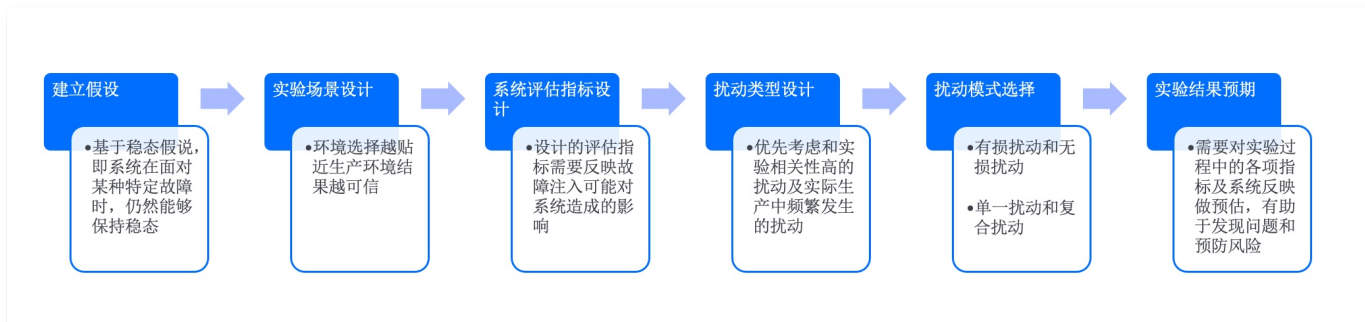 建立假设
•基于稳态假说，
即系统在面对
某种特定故障
时，仍然能够
保持稳态
实验场景设计
•环境选择越贴
近生产环境结
果越可信
系统评估指标设
计
•设计的评估指
标需要反映故
障注入可能对
系统造成的影
响
扰动类型设计
•优先考虑和实
验相关性高的
扰动及实际生
产中频繁发生
的扰动
扰动模式选择
•有损扰动和无
损扰动
•单一扰动和复
合扰动
实验结果预期
•需要对实验过
程中的各项指
标及系统反映
做预估，有助
于发现问题和
预防风险